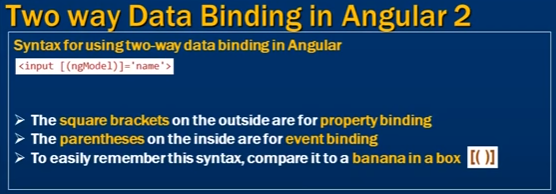 Two way Data Binding in Angular 2
Syntax for using two-way data binding in Angular
<input [(ngModel)]='name'>
➢ The square brackets on the outside are for property binding
➢ The parentheses on the inside are for event binding
➢ To easily remember this syntax, compare it to a banana in a box [()]